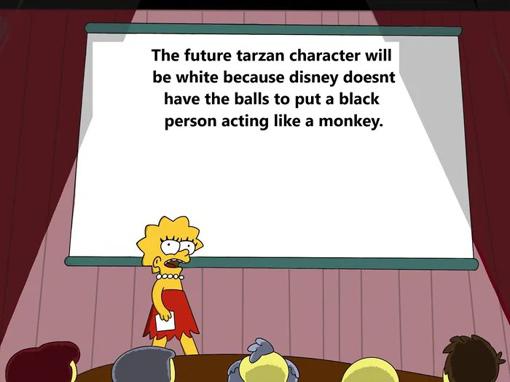 The future tarzan character will
be white because disney doesnt
have the balls to put a black
person acting like a monkey.